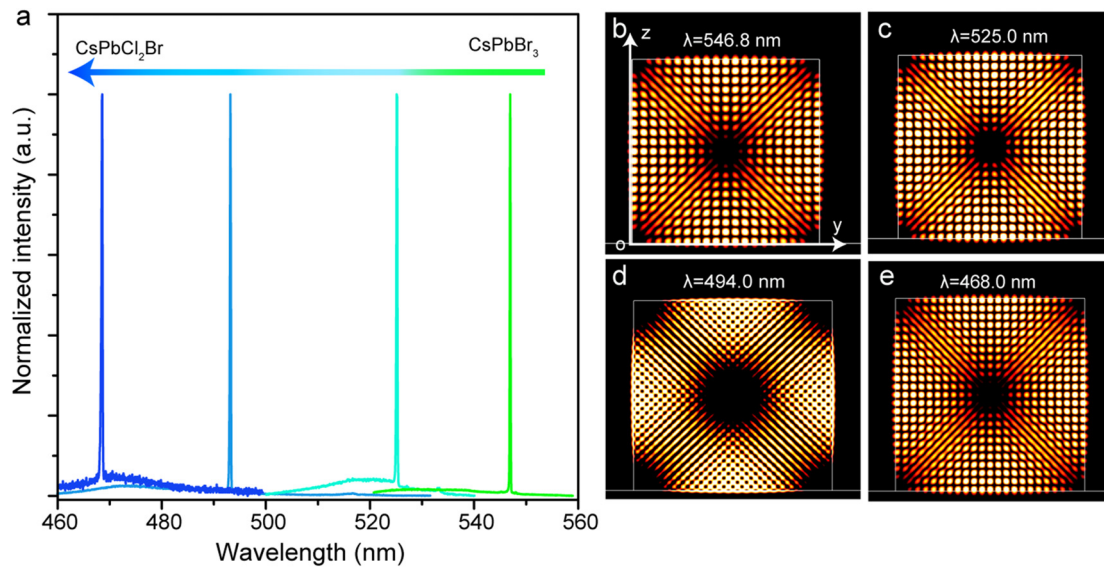 a
CsPbCl₂Br
CsPbBr₃
Normalized intensity (a.u.)
460 480 500 520 540 560
Wavelength (nm)
b
z
λ=546.8 nm
o
y
c
λ=525.0 nm
d
λ=494.0 nm
e
λ=468.0 nm